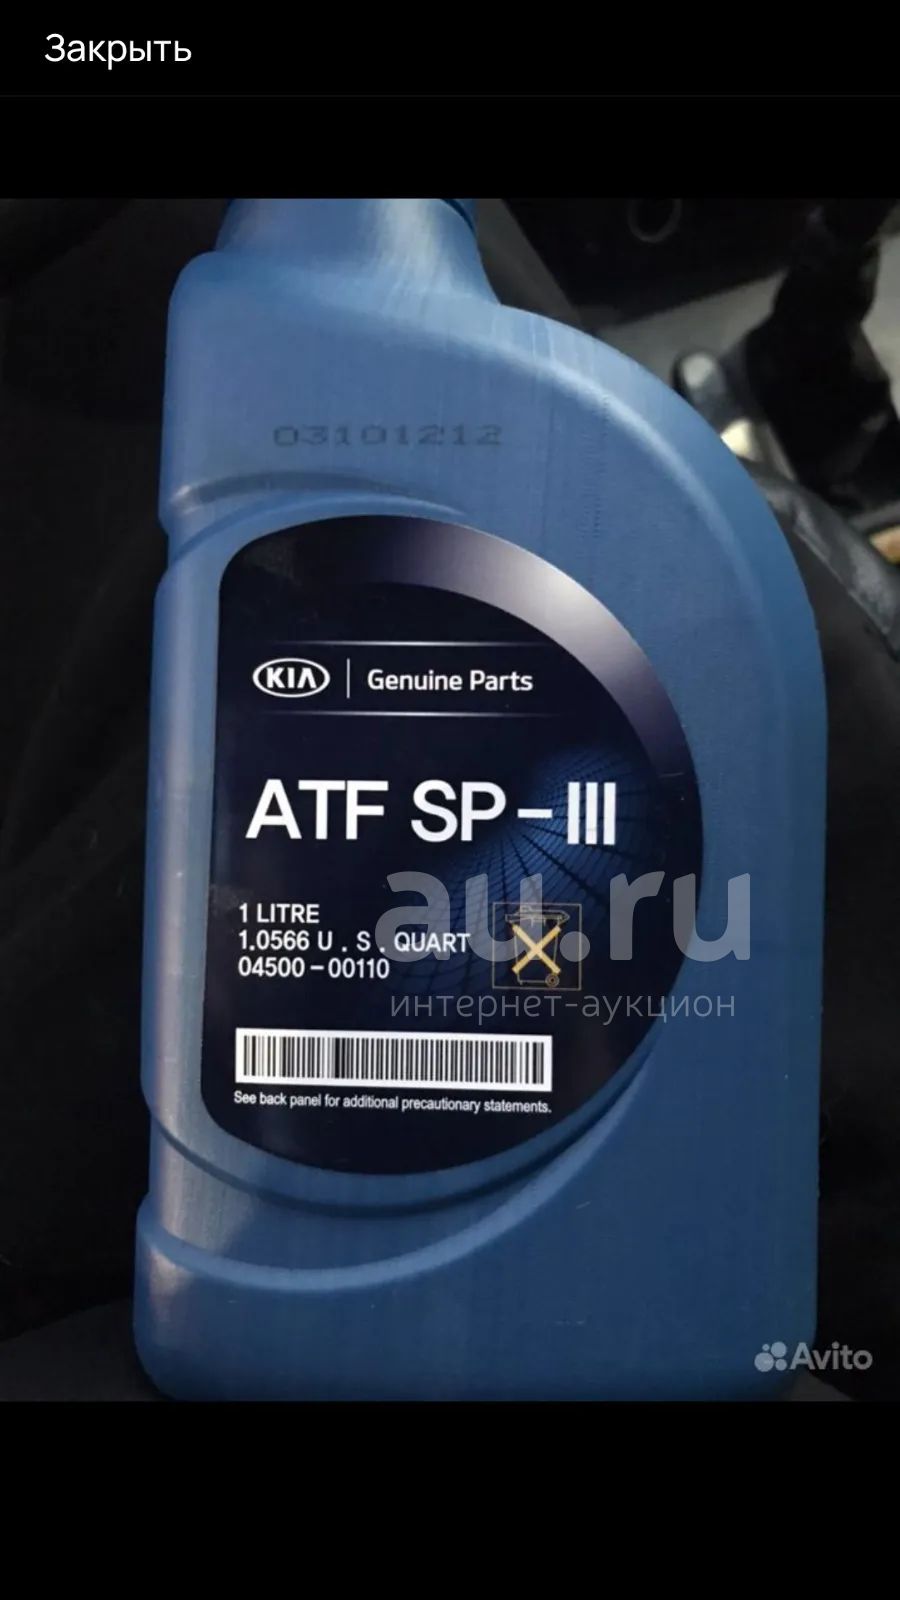 Закрыть
03101212
KIA Genuine Parts
ATF SP-III
1 LITRE
1.0566 U . S . QUART
04500-00110
au.ru
интернет-аукцион
See back panel for additional precautionary statements.
Avito